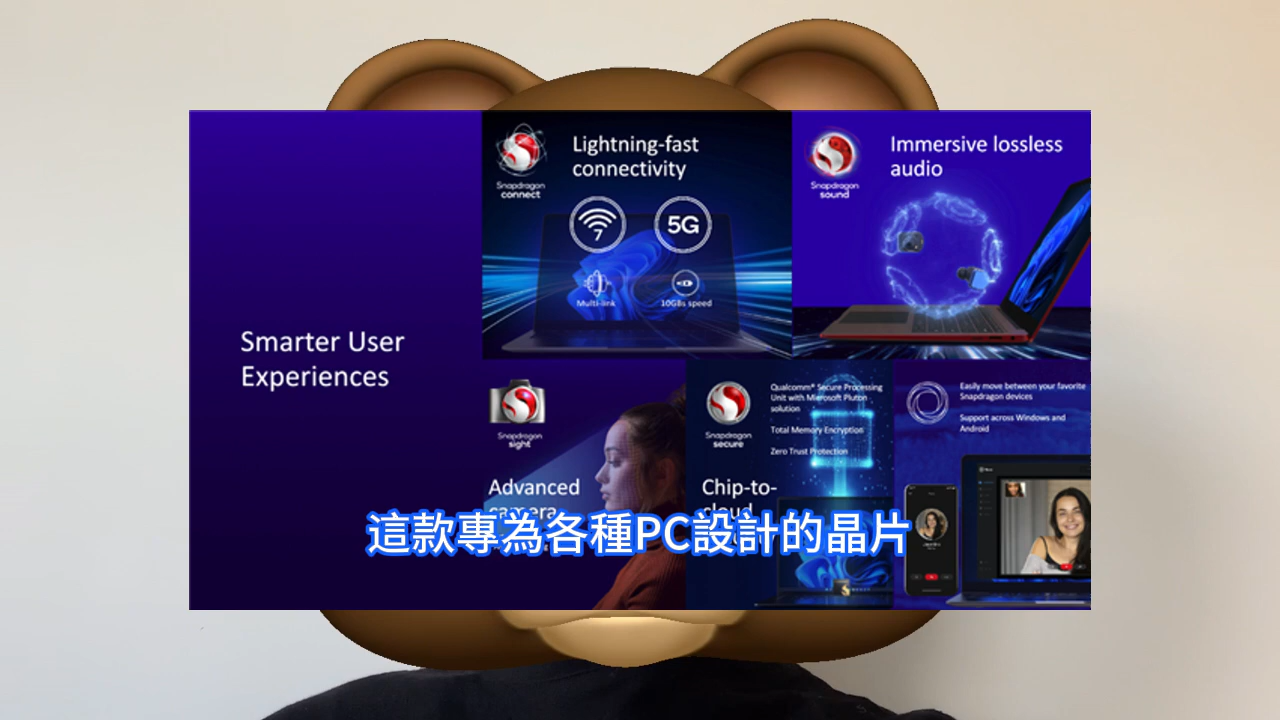 Smarter User
Experiences
Snapdragon
connect
Lightning-fast
connectivity
7
5G
Multi-link
10GBs speed
Snapdragon
sound
Immersive lossless
audio
Snapdragon
sight
Advanced
camera
Snapdragon
secure
Qualcomm® Secure Processing
Unit with Microsoft Pluton
solution
Total Memory Encryption
Zero Trust Protection
Chip-to-
cloud
Easily move between your favorite
Snapdragon devices
Support across Windows and
Android
這款專為各種PC設計的晶片